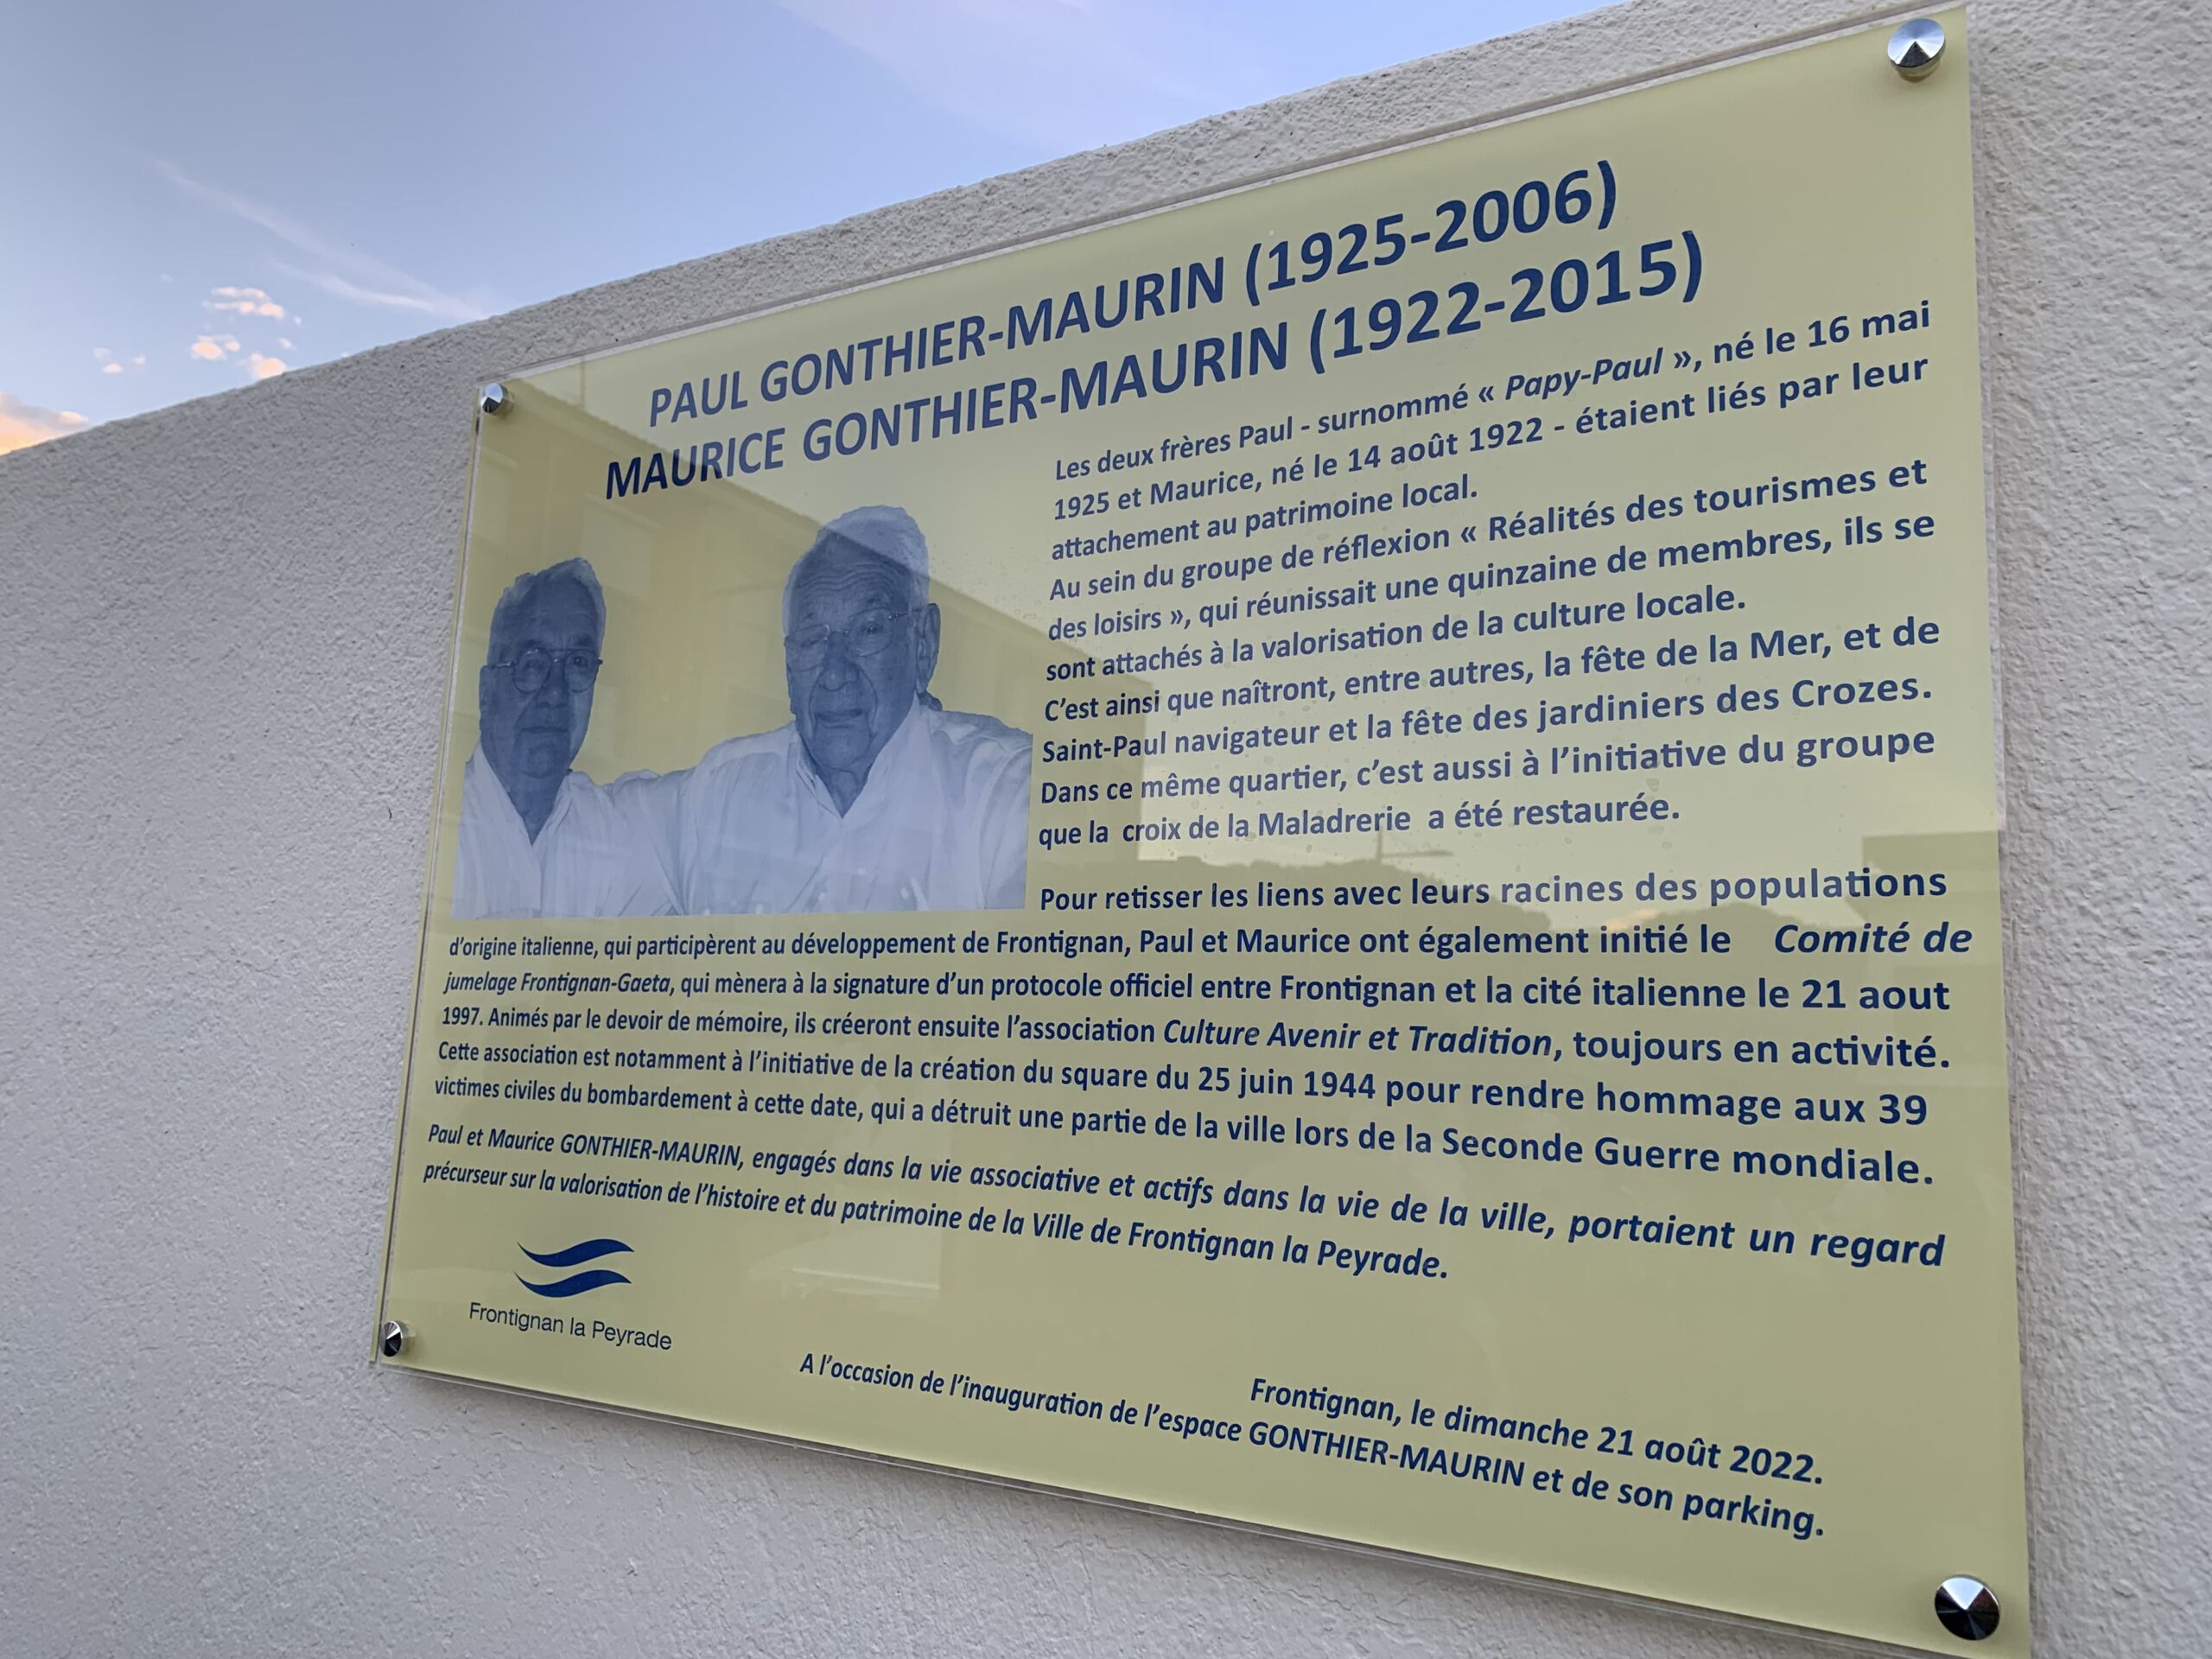 PAUL GONTHIER-MAURIN (1925-2006)
MAURICE GONTHIER-MAURIN (1922-2015)
Les deux frères Paul - surnommé « Papy-Paul », né le 16 mai
1925 et Maurice, né le 14 août 1922 - étaient liés par leur
attachement au patrimoine local.
Au sein du groupe de réflexion « Réalités des tourismes et
des loisirs », qui réunissait une quinzaine de membres, ils se
sont attachés à la valorisation de la culture locale.
C’est ainsi que naîtront, entre autres, la fête de la Mer, et de
Saint-Paul navigateur et la fête des jardiniers des Crozes.
Dans ce même quartier, c’est aussi à l’initiative du groupe
que la croix de la Maladrerie a été restaurée.
Pour retisser les liens avec leurs racines des populations
d’origine italienne, qui participèrent au développement de Frontignan, Paul et Maurice ont également initié le Comité de
jumelage Frontignan-Gaeta, qui mènera à la signature d’un protocole officiel entre Frontignan et la cité italienne le 21 aout
1997. Animés par le devoir de mémoire, ils créeront ensuite l’association Culture Avenir et Tradition, toujours en activité.
Cette association est notamment à l’initiative de la création du square du 25 juin 1944 pour rendre hommage aux 39
victimes civiles du bombardement à cette date, qui a détruit une partie de la ville lors de la Seconde Guerre mondiale.
Paul et Maurice GONTHIER-MAURIN, engagés dans la vie associative et actifs dans la vie de la ville, portaient un regard
précurseur sur la valorisation de l’histoire et du patrimoine de la Ville de Frontignan la Peyrade.
Frontignan la Peyrade
Frontignan, le dimanche 21 août 2022.
A l’occasion de l’inauguration de l’espace GONTHIER-MAURIN et de son parking.